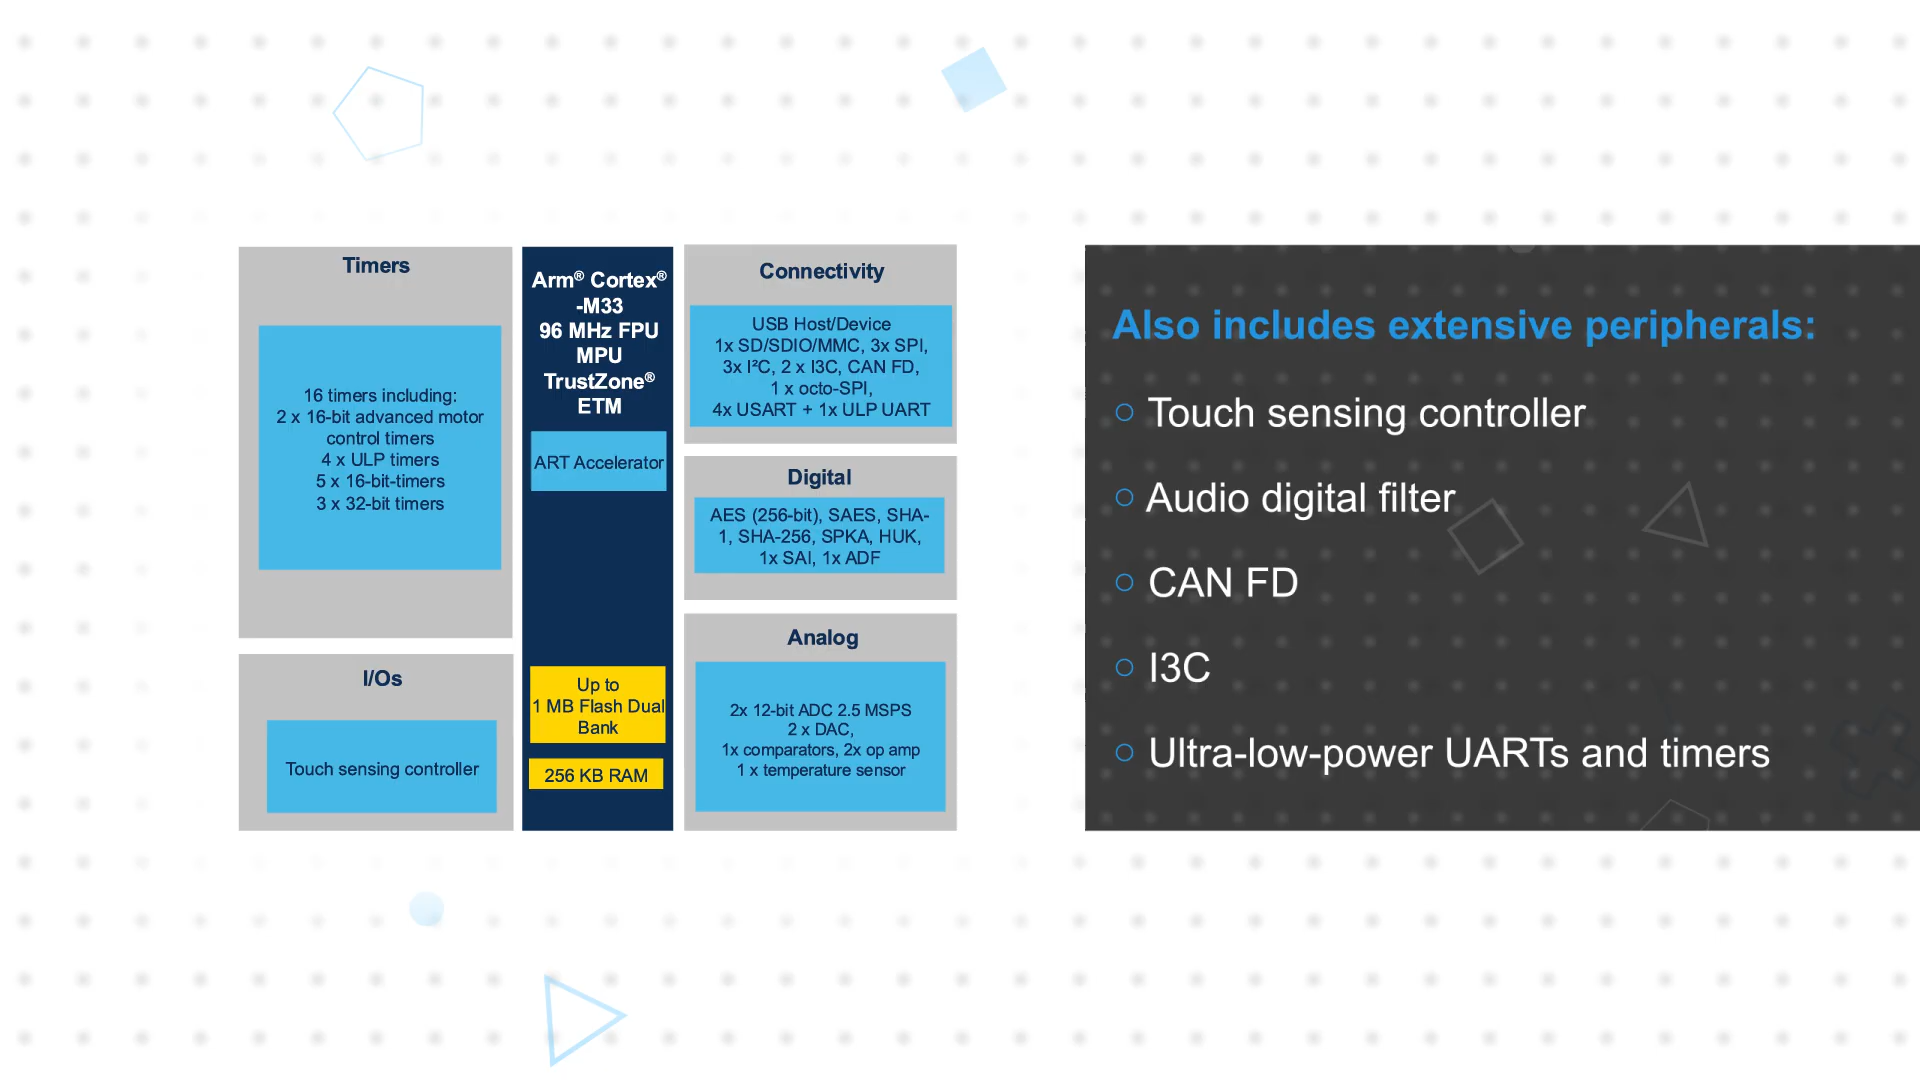 Timers
16 timers including:
2 x 16-bit advanced motor
control timers
4 x ULP timers
5 x 16-bit-timers
3 x 32-bit timers
I/Os
Touch sensing controller
Arm® Cortex®
-M33
96 MHz FPU
MPU
TrustZone®
ETM
ART Accelerator
Up to
1 MB Flash Dual
Bank
256 KB RAM
Connectivity
USB Host/Device
1x SD/SDIO/MMC, 3x SPI,
3x I²C, 2 x I3C, CAN FD,
1 x octo-SPI,
4x USART + 1x ULP UART
Digital
AES (256-bit), SAES, SHA-
1, SHA-256, SPKA, HUK,
1x SAI, 1x ADF
Analog
2x 12-bit ADC 2.5 MSPS
2 x DAC,
1x comparators, 2x op amp
1 x temperature sensor
Also includes extensive peripherals:
Touch sensing controller
Audio digital filter
CAN FD
I3C
Ultra-low-power UARTs and timers